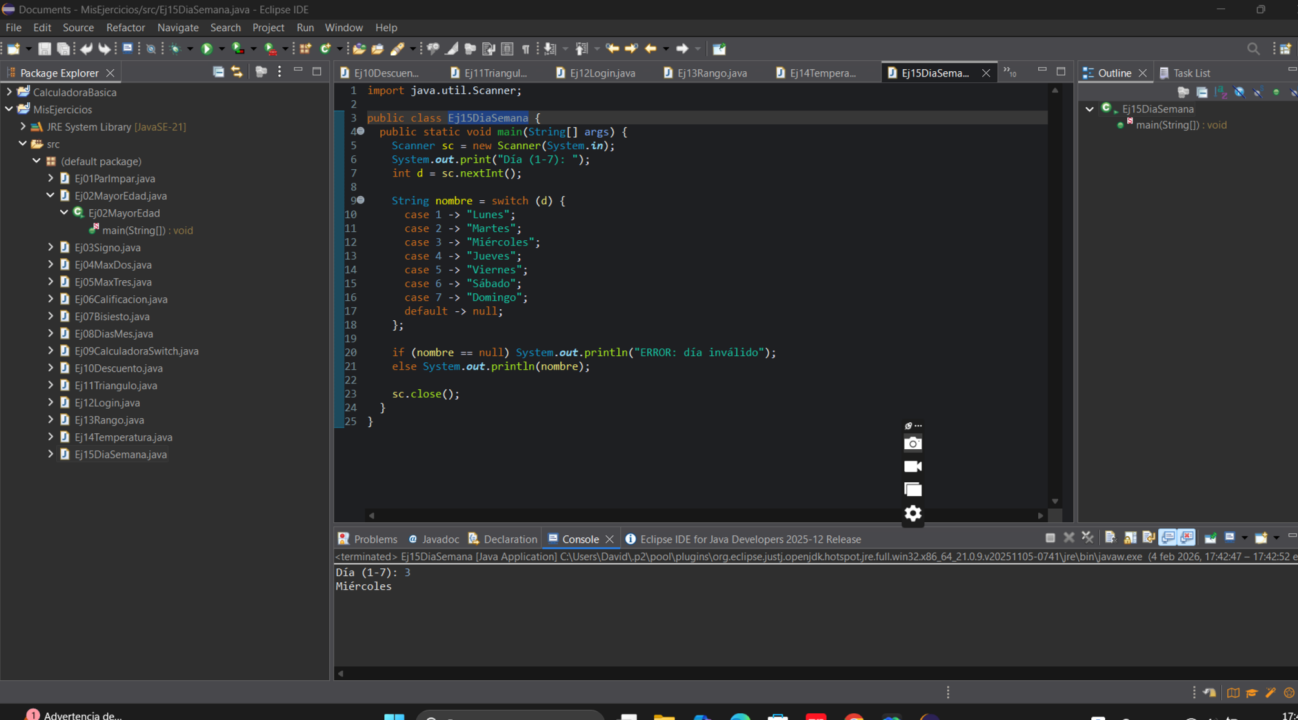 Documents - MisEjercicios/src/Ej15DiaSemana.java - Eclipse IDE
File Edit Source Refactor Navigate Search Project Run Window Help
Package Explorer
CalculadoraBasica
MisEjercicios
JRE System Library [JavaSE-21]
src
(default package)
Ej01ParImpar.java
Ej02MayorEdad.java
Ej02MayorEdad
main(String[]) : void
Ej03Signo.java
Ej04MaxDos.java
Ej05MaxTres.java
Ej06Calificacion.java
Ej07Bisiesto.java
Ej08DiasMes.java
Ej09CalculadoraSwitch.java
Ej10Descuento.java
Ej11Triangulo.java
Ej12Login.java
Ej13Rango.java
Ej14Temperatura.java
Ej15DiaSemana.java
Ej10Descuen... Ej11Triangul... Ej12Login.java Ej13Rango.java Ej14Tempera... Ej15DiaSema... »10
1 import java.util.Scanner;
2
3 public class Ej15DiaSemana {
4 public static void main(String[] args) {
5 Scanner sc = new Scanner(System.in);
6 System.out.print("Día (1-7): ");
7 int d = sc.nextInt();
8
9 String nombre = switch (d) {
10 case 1 -> "Lunes";
11 case 2 -> "Martes";
12 case 3 -> "Miércoles";
13 case 4 -> "Jueves";
14 case 5 -> "Viernes";
15 case 6 -> "Sábado";
16 case 7 -> "Domingo";
17 default -> null;
18 };
19
20 if (nombre == null) System.out.println("ERROR: día inválido");
21 else System.out.println(nombre);
22
23 sc.close();
24 }
25 }
Outline Task List
Ej15DiaSemana
main(String[]) : void
Problems Javadoc Declaration Console Eclipse IDE for Java Developers 2025-12 Release
<terminated> Ej15DiaSemana [Java Application] C:\Users\David\.p2\pool\plugins\org.eclipse.justj.openjdk.hotspot.jre.full.win32.x86_64_21.0.9.v20251105-0741\jre\bin\javaw.exe (4 feb 2026, 17:42:47 – 17:42:52 e
Día (1-7): 3
Miércoles
1 Advertencia de...